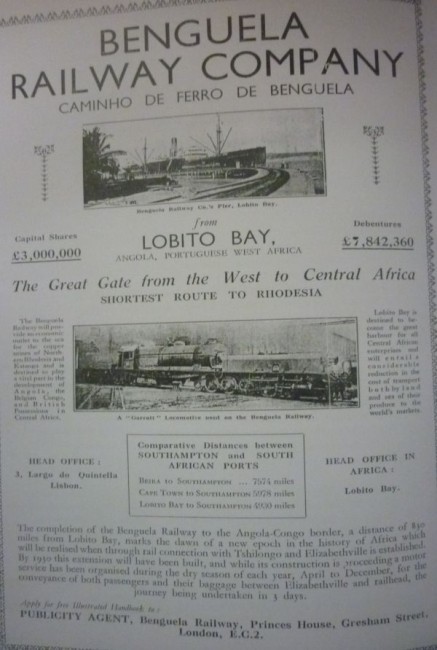 BENGUELA
RAILWAY COMPANY
CAMINHO DE FERRO DE BENGUELA
Benguela Railway Co.'s Pier, Lobito Bay.
from
Capital Shares
£3,000,000
LOBITO BAY,
ANGOLA, PORTUGUESE WEST AFRICA
Debentures
£7,842,360
The Great Gate from the West to Central Africa
SHORTEST ROUTE TO RHODESIA
The Benguela
Railway will pro-
vide an economic
outlet to the sea
for the copper
mines of North-
ern Rhodesia and
Katanga and is
destined to play
a vital part in the
development of
Angola, the
Belgian Congo,
and British
Possessions in
Central Africa.
A "Garratt" Locomotive used on the Benguela Railway.
Lobito Bay is
destined to be-
come the great
harbour for all
Central African
enterprises and
will entail a
considerable
reduction in the
cost of transport
both by land
and sea of their
produce to the
world's markets.
HEAD OFFICE :
3, Largo do Quintella
Lisbon.
Comparative Distances between
SOUTHAMPTON and SOUTH
AFRICAN PORTS
BEIRA TO SOUTHAMPTON ... 7574 miles
CAPE TOWN TO SOUTHAMPTON 5978 miles
LOBITO BAY TO SOUTHAMPTON 4900 miles
HEAD OFFICE IN
AFRICA :
Lobito Bay.
The completion of the Benguela Railway to the Angola-Congo border, a distance of 830
miles from Lobito Bay, marks the dawn of a new epoch in the history of Africa which
will be realised when through rail connection with Tshilongo and Elizabethville is established.
By 1930 this extension will have been built, and while its construction is proceeding a motor
service has been organised during the dry season of each year, April to December, for the
conveyance of both passengers and their baggage between Elizabethville and railhead, the
journey being undertaken in 3 days.
Apply for free Illustrated Handbook to :
PUBLICITY AGENT, Benguela Railway, Princes House, Gresham Street,
London, E.C.2.